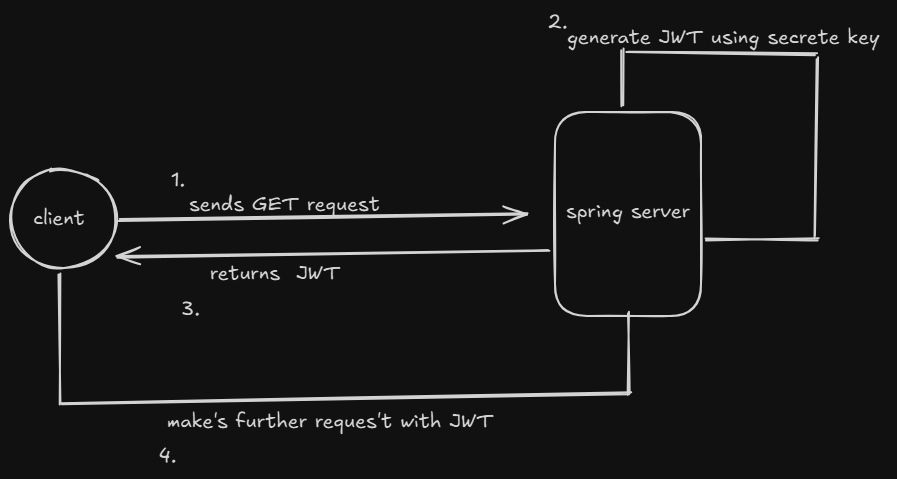 2.
generate JWT using secrete key
1.
sends GET request
client
spring server
returns JWT
3.
make's further reques't with JWT
4.